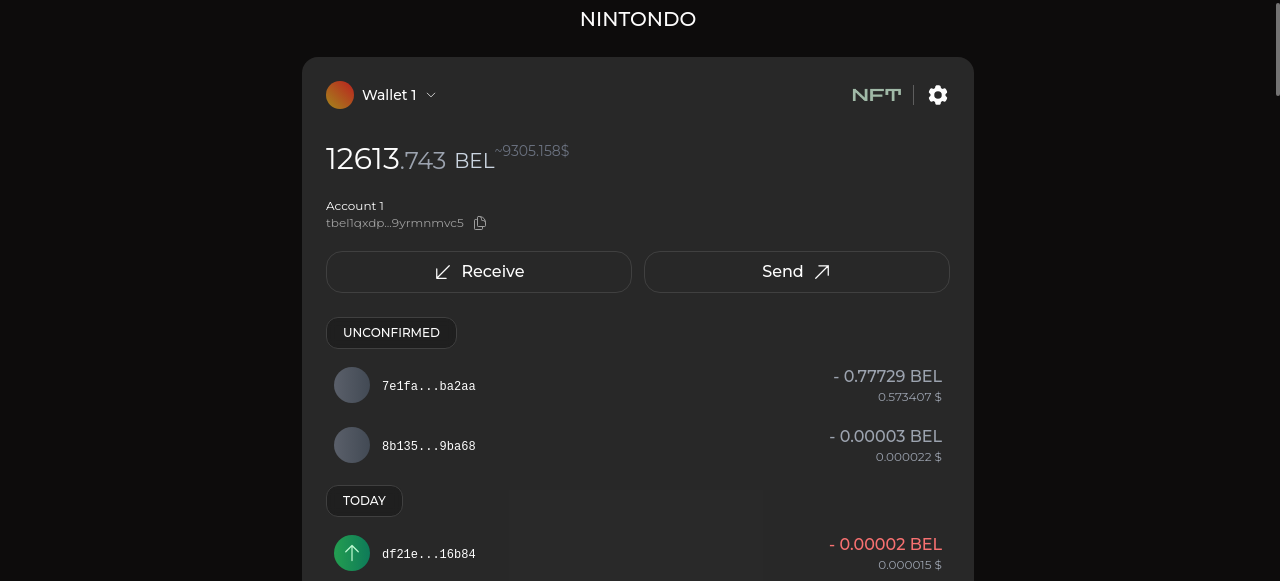 NINTONDO
Wallet 1
NFT
12613.743 BEL ~9305.158$
Account 1
tbel1qxdp...9yrmnmvc5
Receive
Send
UNCONFIRMED
7e1fa...ba2aa
- 0.77729 BEL
0.573407 $
8b135...9ba68
- 0.00003 BEL
0.000022 $
TODAY
df21e...16b84
- 0.00002 BEL
0.000015 $